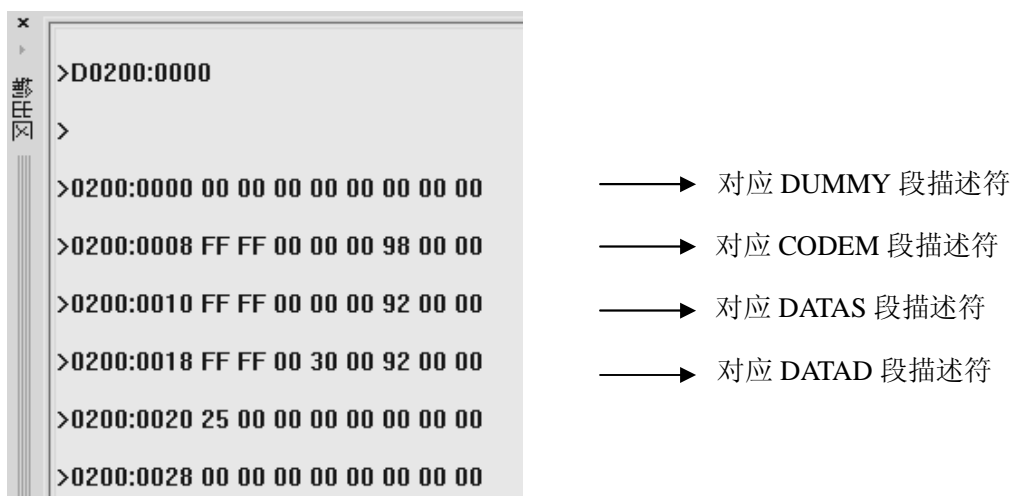 输出区
>D0200:0000
>
>0200:0000 00 00 00 00 00 00 00 00
对应 DUMMY 段描述符
>0200:0008 FF FF 00 00 00 98 00 00
对应 CODEM 段描述符
>0200:0010 FF FF 00 00 00 92 00 00
对应 DATAS 段描述符
>0200:0018 FF FF 00 30 00 92 00 00
对应 DATAD 段描述符
>0200:0020 25 00 00 00 00 00 00 00
>0200:0028 00 00 00 00 00 00 00 00